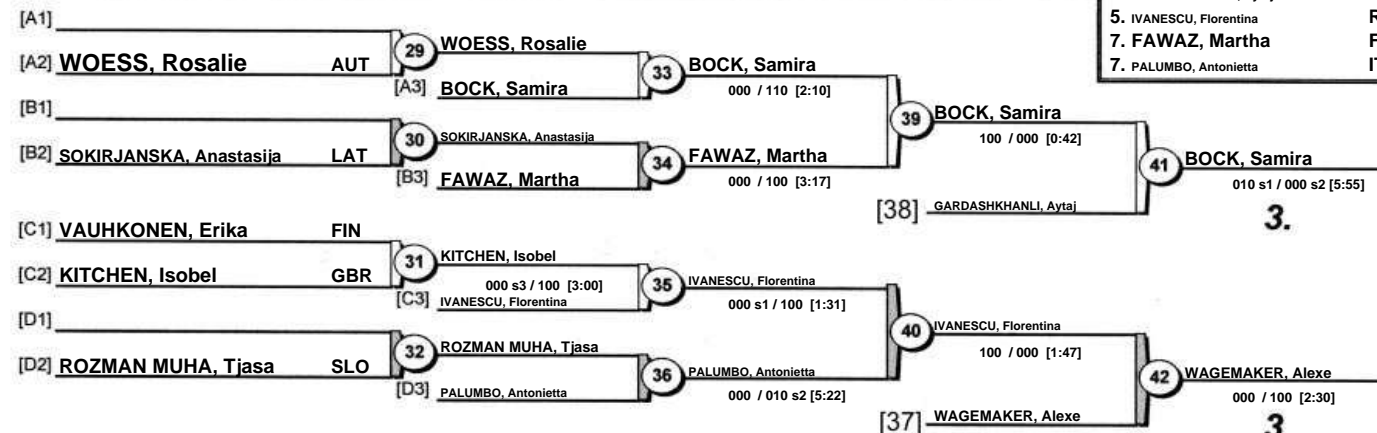 5. IVANESCU, Florentina R
7. FAWAZ, Martha F
7. PALUMBO, Antonietta IT
[A1]
[A2] WOESS, Rosalie AUT
29
WOESS, Rosalie
[A3] BOCK, Samira
33
BOCK, Samira
000 / 110 [2:10]
[B1]
[B2] SOKIRJANSKA, Anastasija LAT
30
SOKIRJANSKA, Anastasija
[B3] FAWAZ, Martha
34
FAWAZ, Martha
000 / 100 [3:17]
39
BOCK, Samira
100 / 000 [0:42]
[38] GARDASHKHANLI, Aytaj
41
BOCK, Samira
010 s1 / 000 s2 [5:55]
3.
[C1] VAUHKONEN, Erika FIN
[C2] KITCHEN, Isobel GBR
31
KITCHEN, Isobel
000 s3 / 100 [3:00]
[C3] IVANESCU, Florentina
35
IVANESCU, Florentina
000 s1 / 100 [1:31]
[D1]
[D2] ROZMAN MUHA, Tjasa SLO
32
ROZMAN MUHA, Tjasa
[D3] PALUMBO, Antonietta
36
PALUMBO, Antonietta
000 / 010 s2 [5:22]
40
IVANESCU, Florentina
100 / 000 [1:47]
[37] WAGEMAKER, Alexe
42
WAGEMAKER, Alexe
000 / 100 [2:30]
3